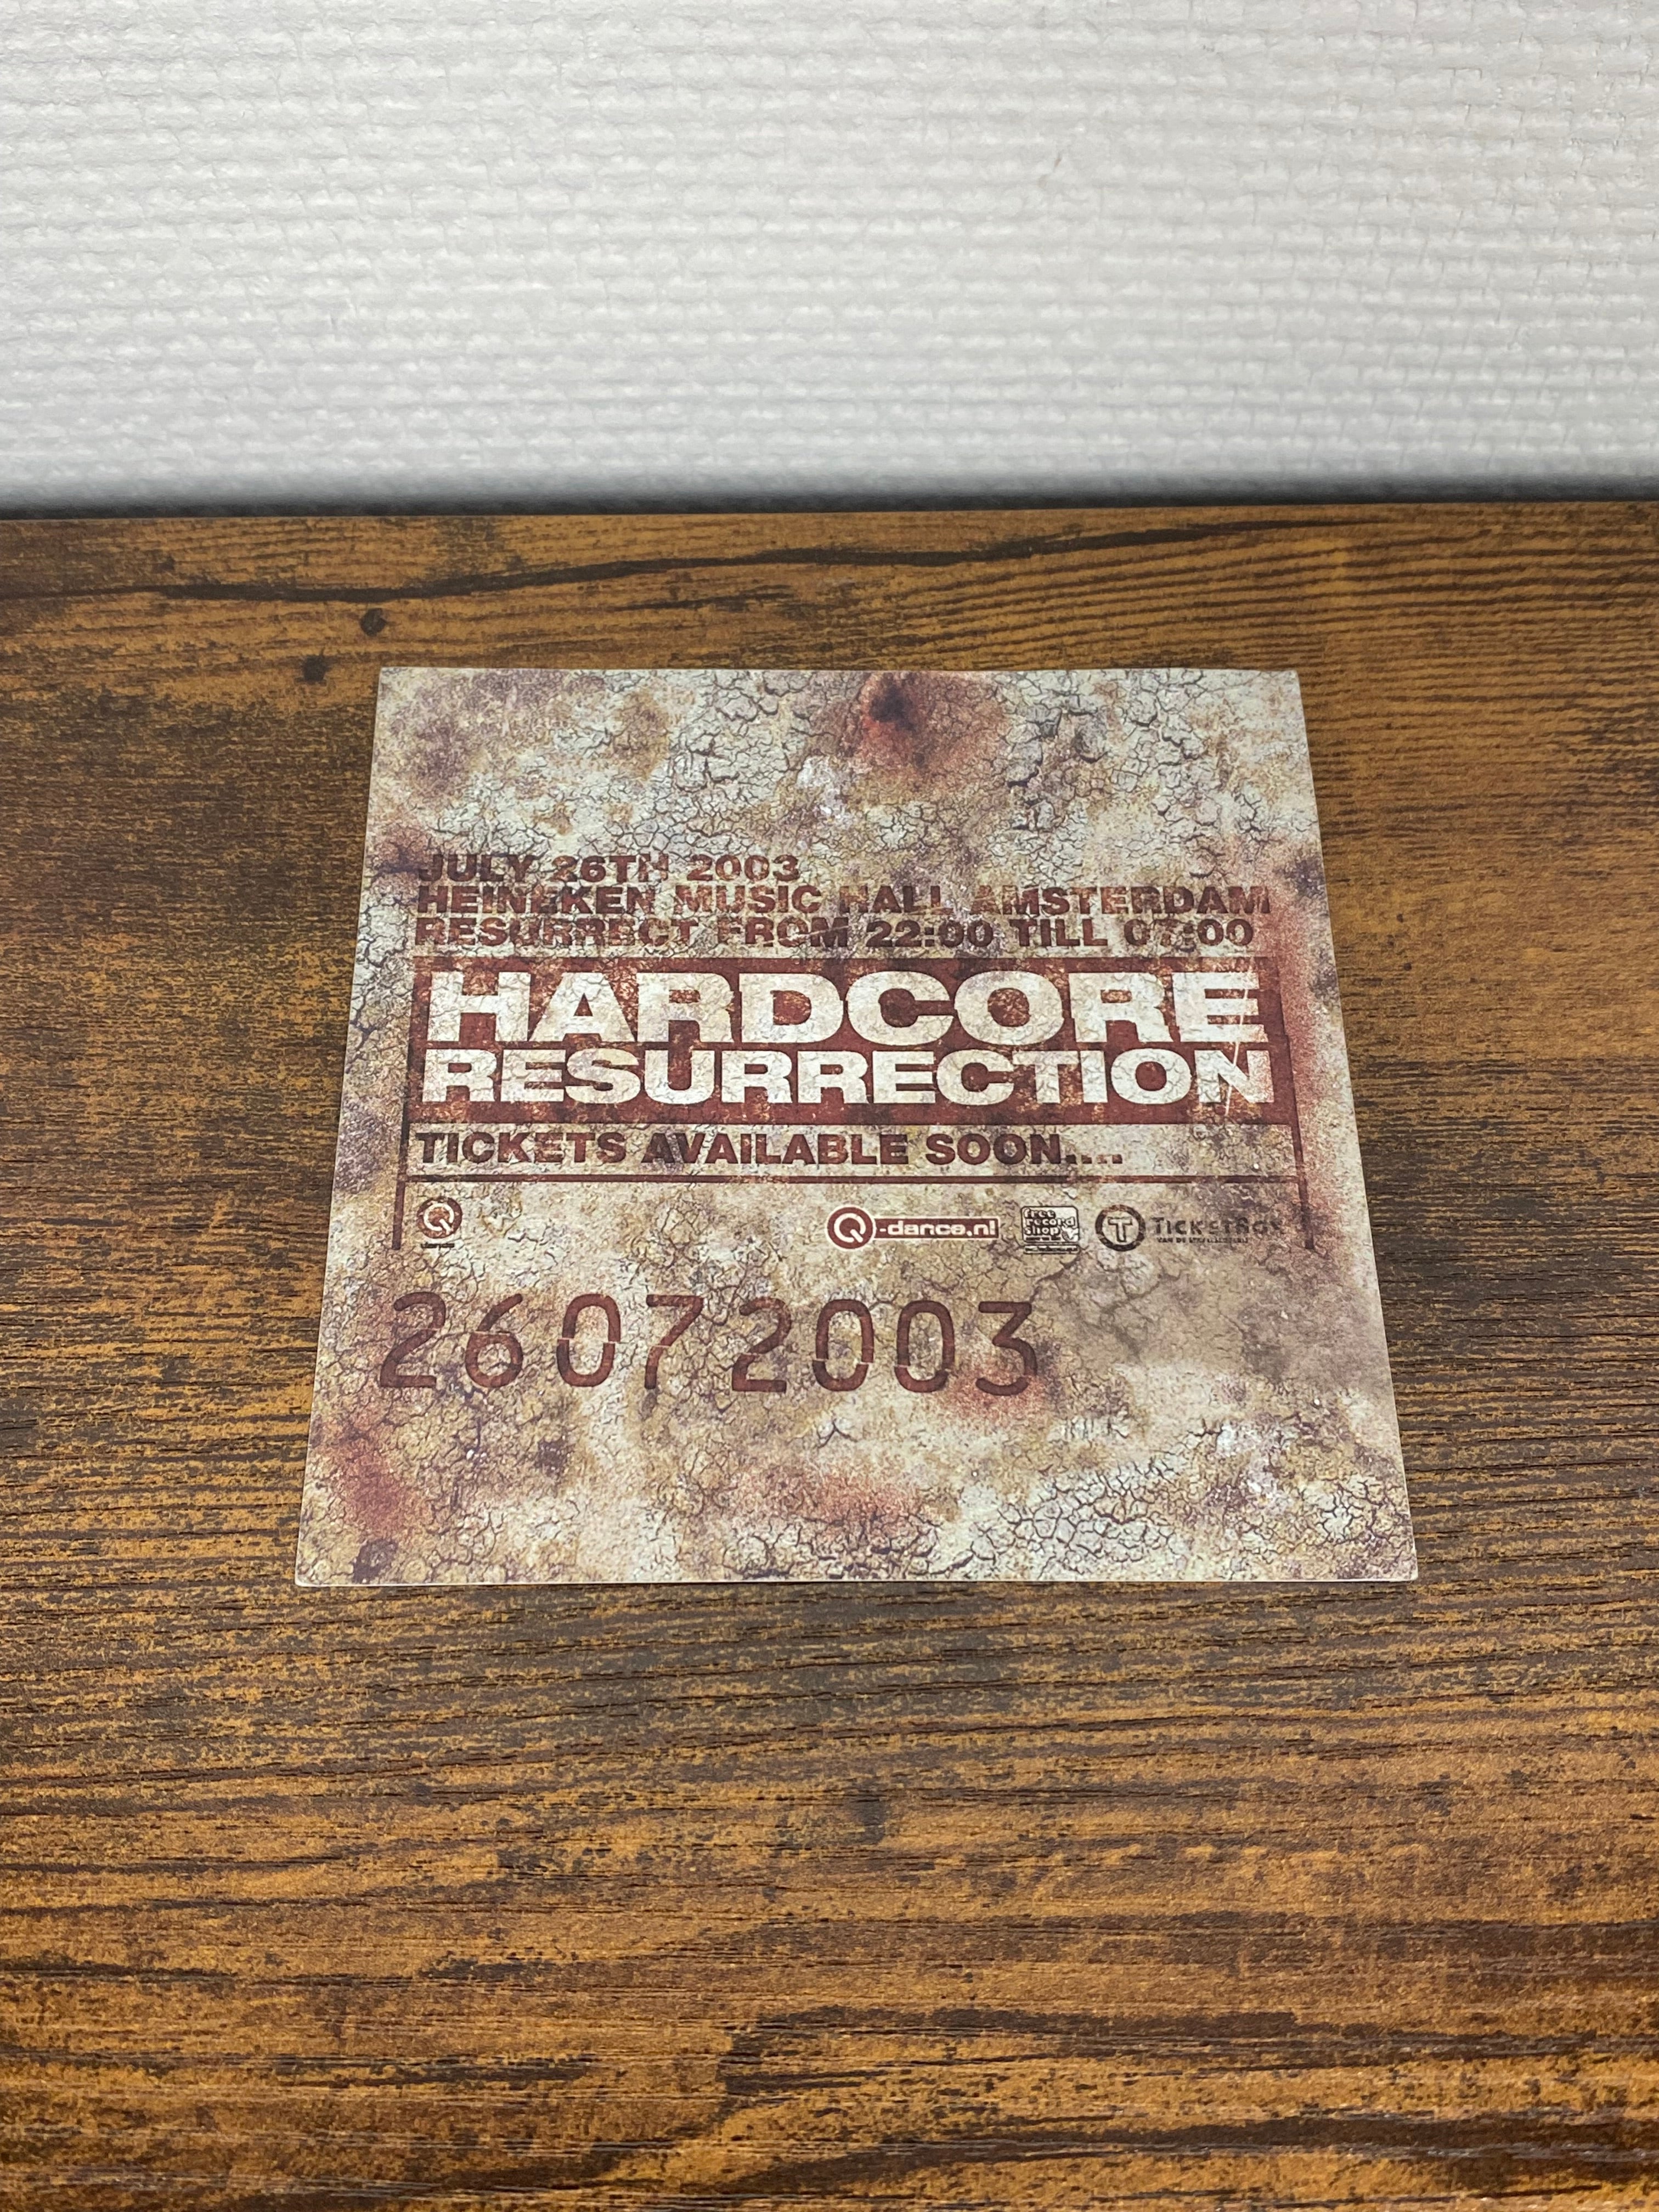 JULY 26TH 2003
HEINEKEN MUSIC HALL AMSTERDAM
RESURRECT FROM 22:00 TILL 07:00
HARDCORE
RESURRECTION
TICKETS AVAILABLE SOON....
Q Q-dance.nl free record shop T TICKETBOX
26072003